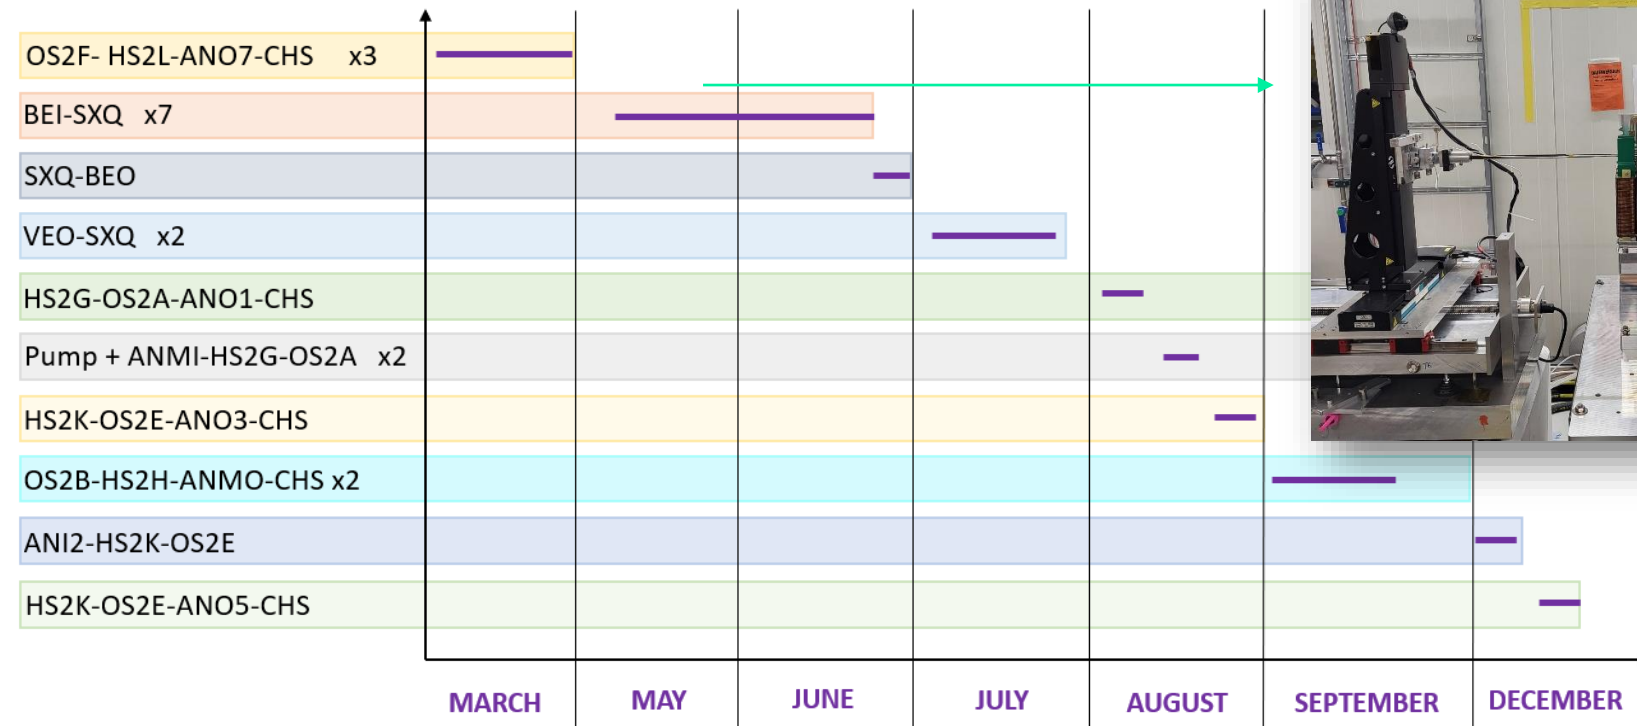 OS2F- HS2L-ANO7-CHS x3
BEI-SXQ x7
SXQ-BEO
VEO-SXQ x2
HS2G-OS2A-ANO1-CHS
Pump + ANMI-HS2G-OS2A x2
HS2K-OS2E-ANO3-CHS
OS2B-HS2H-ANMO-CHS x2
ANI2-HS2K-OS2E
HS2K-OS2E-ANO5-CHS
MARCH MAY JUNE JULY AUGUST SEPTEMBER DECEMBER